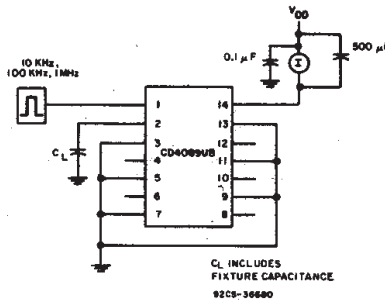 VDD
10 KHz,
100 KHz, 1MHz
0.1 µF
I
500 µF
1 14
2 13
3 12
CD4069UB
4 11
5 10
6 9
7 8
CL
CL INCLUDES
FIXTURE CAPACITANCE
92CS-36680